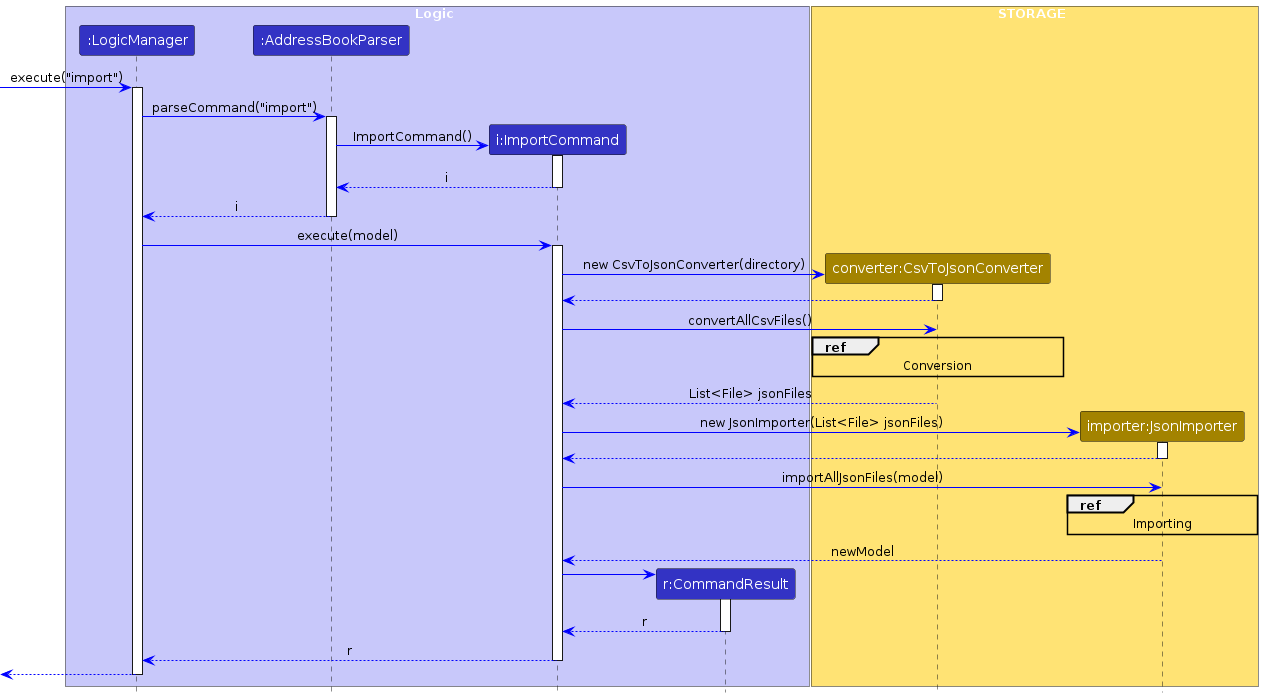 Logic
STORAGE
:LogicManager
:AddressBookParser
execute("import")
parseCommand("import")
ImportCommand()
i:ImportCommand
i
i
execute(model)
new CsvToJsonConverter(directory)
converter:CsvToJsonConverter
convertAllCsvFiles()
ref
Conversion
List<File> jsonFiles
new JsonImporter(List<File> jsonFiles)
importer:JsonImporter
importAllJsonFiles(model)
ref
Importing
newModel
r:CommandResult
r
r